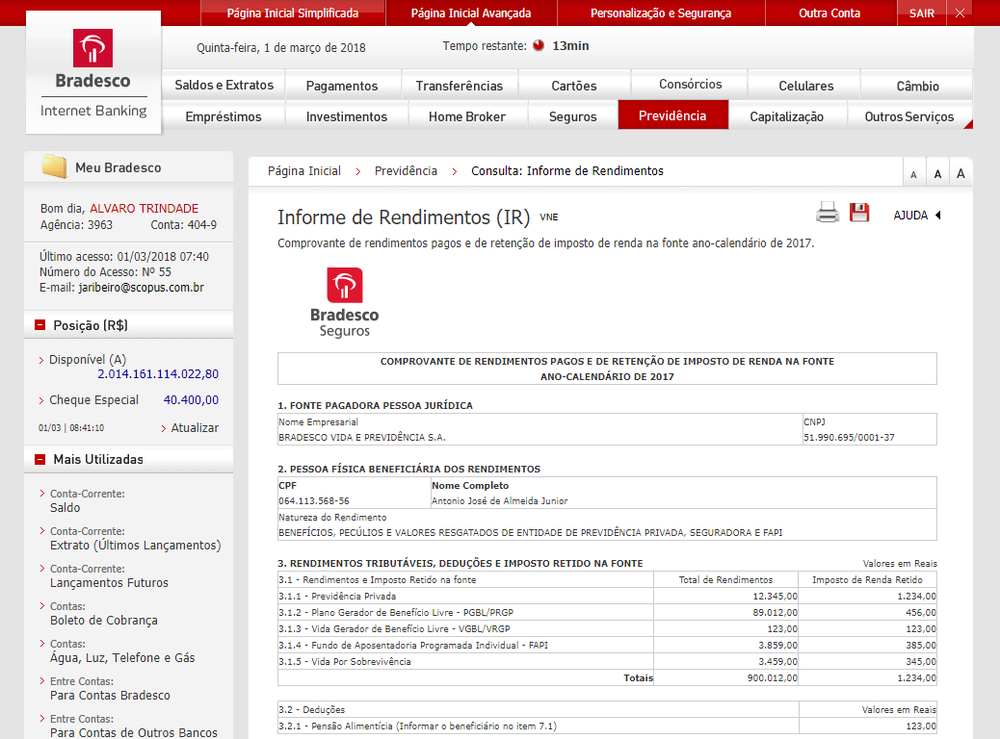 Página Inicial Simplificada
Página Inicial Avançada
Personalização e Segurança
Outra Conta
SAIR
Bradesco
Internet Banking
Quinta-feira, 1 de março de 2018
Tempo restante: 13min
Saldos e Extratos
Pagamentos
Transferências
Cartões
Consórcios
Celulares
Câmbio
Empréstimos
Investimentos
Home Broker
Seguros
Previdência
Capitalização
Outros Serviços
Meu Bradesco
Bom dia, ALVARO TRINDADE
Agência: 3963 Conta: 404-9
Último acesso: 01/03/2018 07:40
Número do Acesso: Nº 55
E-mail: jaribeiro@scopus.com.br
Posição (R$)
Disponível (A)
2.014.161.114.022,80
Cheque Especial 40.400,00
01/03 | 08:41:10 Atualizar
Mais Utilizadas
Conta-Corrente:
Saldo
Conta-Corrente:
Extrato (Últimos Lançamentos)
Conta-Corrente:
Lançamentos Futuros
Contas:
Boleto de Cobrança
Contas:
Água, Luz, Telefone e Gás
Entre Contas:
Para Contas Bradesco
Entre Contas:
Para Contas de Outros Bancos
Página Inicial > Previdência > Consulta: Informe de Rendimentos
A A A
Informe de Rendimentos (IR) VNE
AJUDA
Comprovante de rendimentos pagos e de retenção de imposto de renda na fonte ano-calendário de 2017.
Bradesco
Seguros
COMPROVANTE DE RENDIMENTOS PAGOS E DE RETENÇÃO DE IMPOSTO DE RENDA NA FONTE
ANO-CALENDÁRIO DE 2017
1. FONTE PAGADORA PESSOA JURÍDICA
Nome Empresarial CNPJ
BRADESCO VIDA E PREVIDÊNCIA S.A. 51.990.695/0001-37
2. PESSOA FÍSICA BENEFICIÁRIA DOS RENDIMENTOS
CPF Nome Completo
064.113.568-56 Antonio José de Almeida Junior
Natureza do Rendimento
BENEFÍCIOS, PECÚLIOS E VALORES RESGATADOS DE ENTIDADE DE PREVIDÊNCIA PRIVADA, SEGURADORA E FAPI
3. RENDIMENTOS TRIBUTÁVEIS, DEDUÇÕES E IMPOSTO RETIDO NA FONTE Valores em Reais
3.1 - Rendimentos e Imposto Retido na fonte Total de Rendimentos Imposto de Renda Retido
3.1.1 - Previdência Privada 12.345,00 1.234,00
3.1.2 - Plano Gerador de Benefício Livre - PGBL/PRGP 89.012,00 456,00
3.1.3 - Vida Gerador de Benefício Livre - VGBL/VRGP 123,00 123,00
3.1.4 - Fundo de Aposentadoria Programada Individual - FAPI 3.859,00 385,00
3.1.5 - Vida Por Sobrevivência 3.459,00 345,00
Totais 900.012,00 1.234,00
3.2 - Deduções Valores em Reais
3.2.1 - Pensão Alimentícia (Informar o beneficiário no item 7.1) 123,00